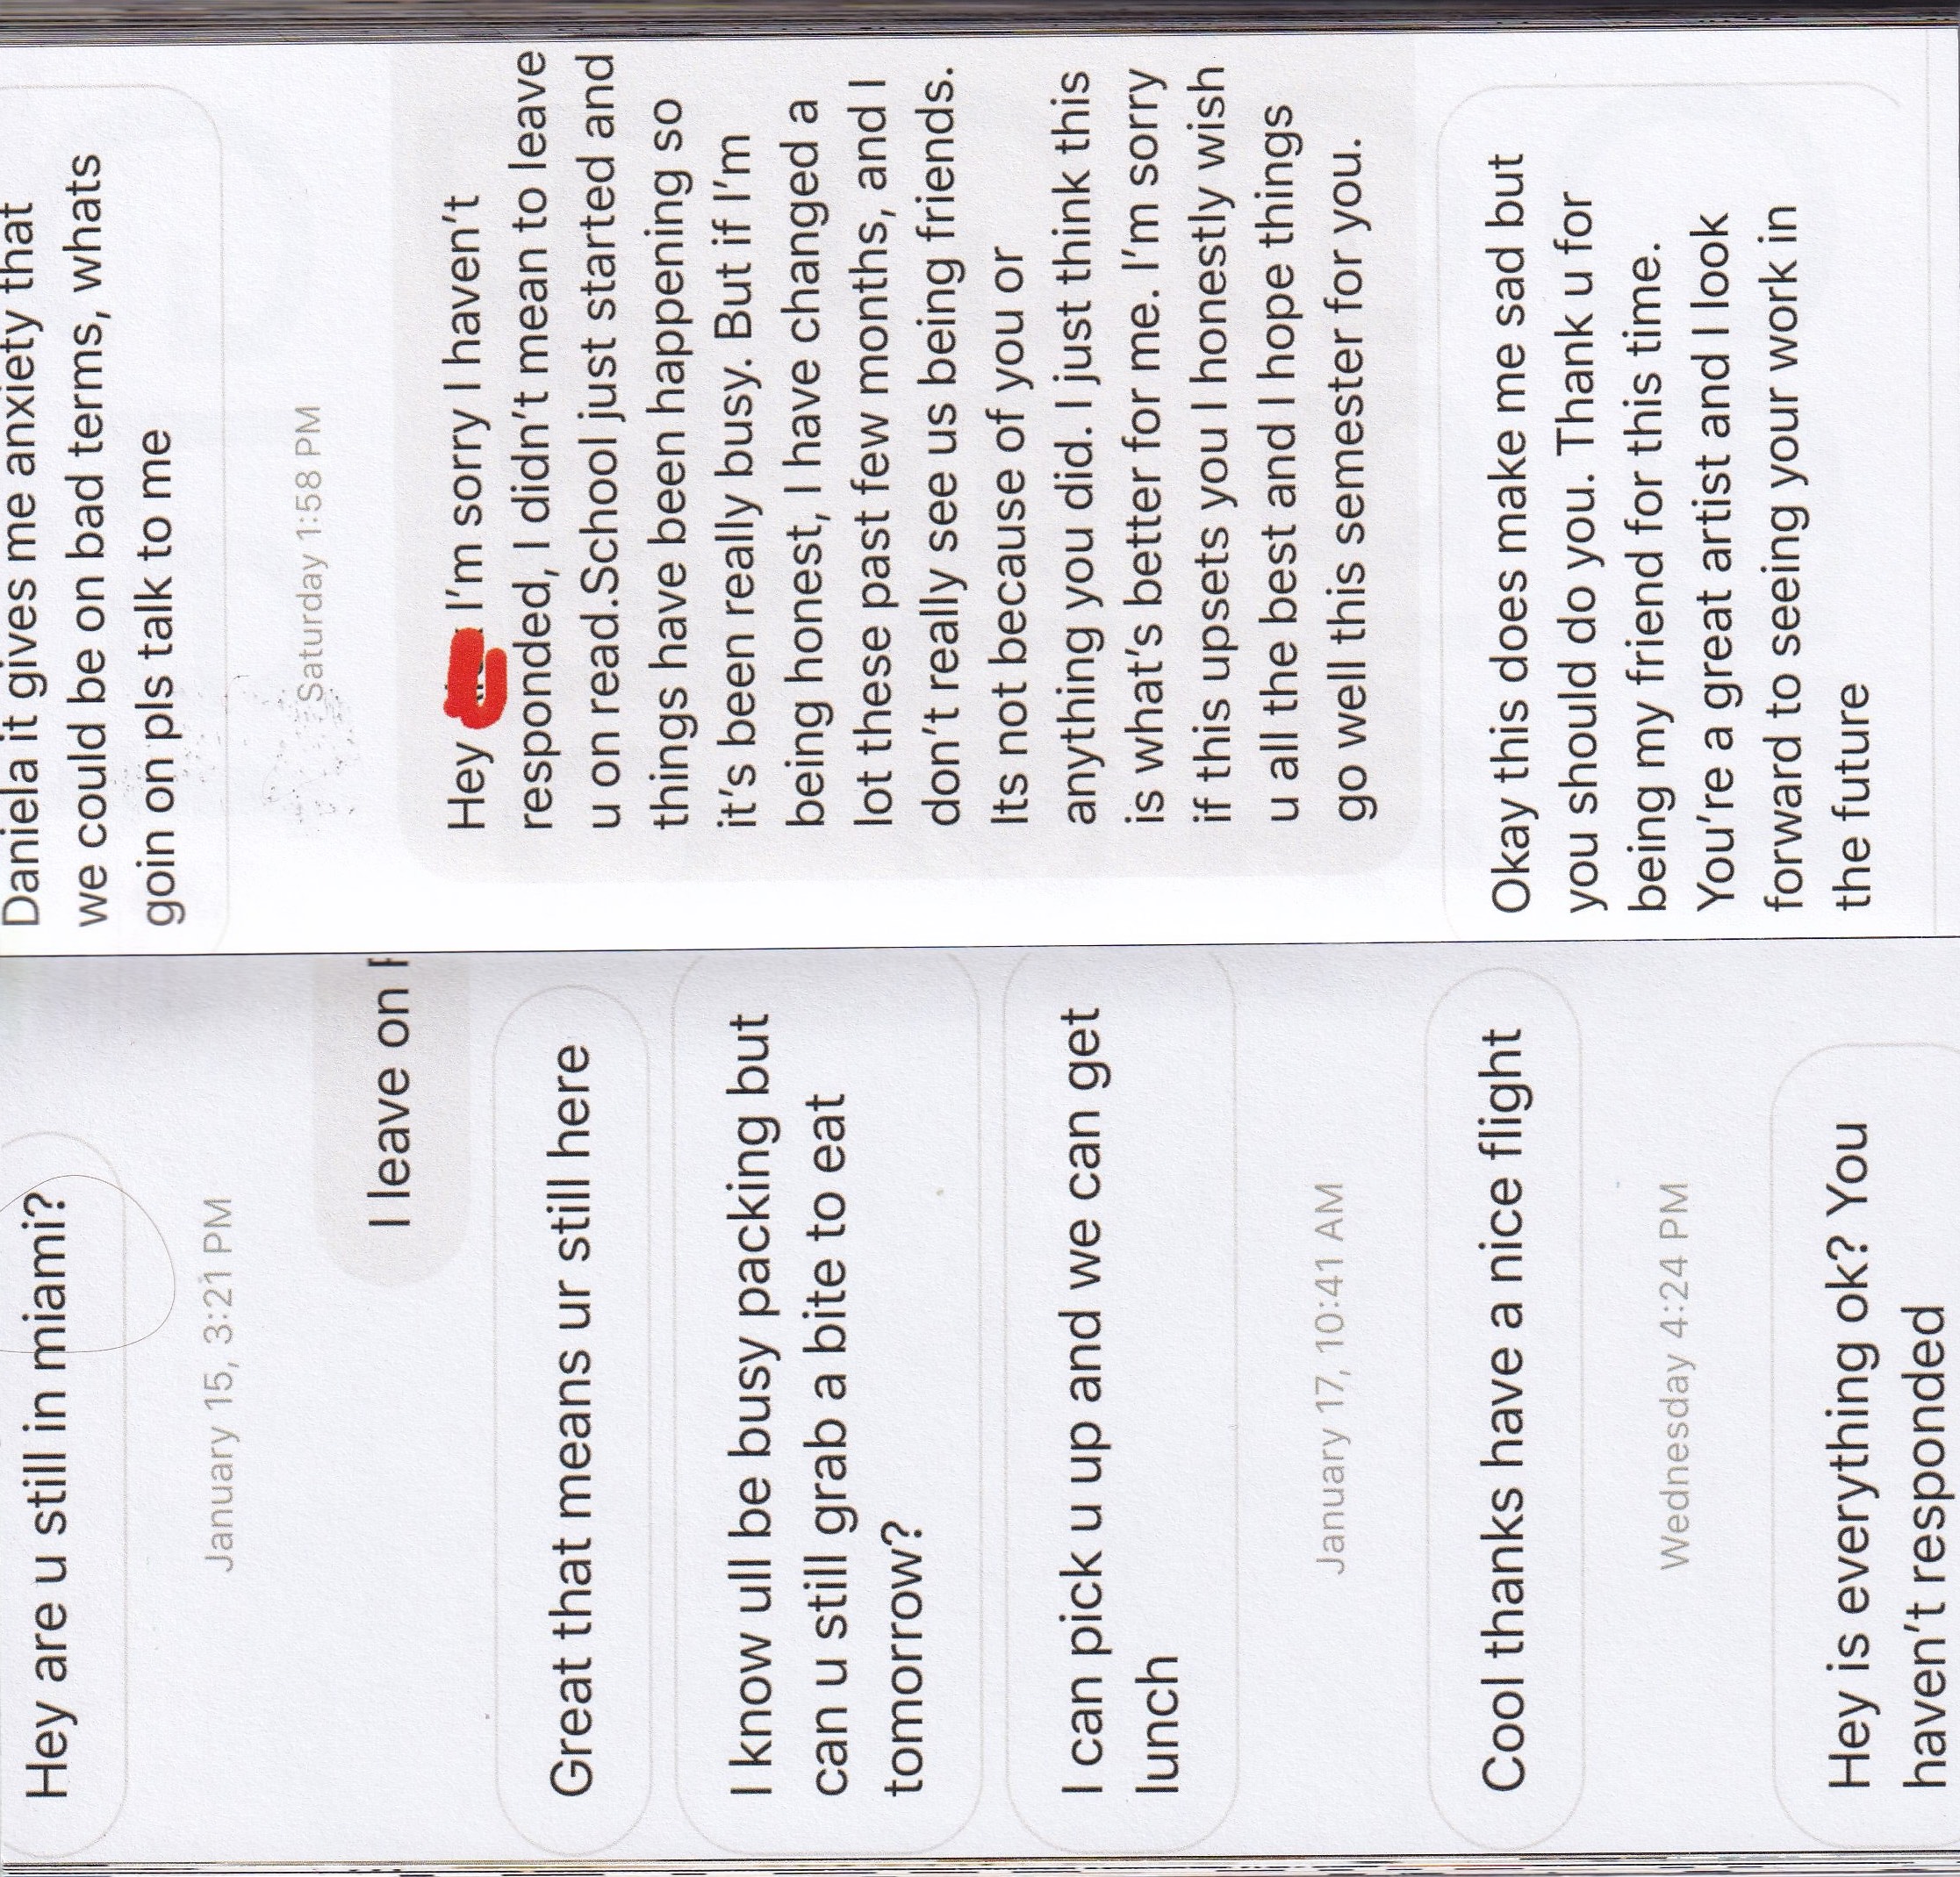 Hey are u still in miami?
January 15, 3:21 PM
I leave on
Great that means ur still here
I know ull be busy packing but
can u still grab a bite to eat
tomorrow?
I can pick u up and we can get
lunch
January 17, 10:41 AM
Cool thanks have a nice flight
Wednesday 4:24 PM
Hey is everything ok? You
haven't responded
Daniela it gives me anxiety that
we could be on bad terms, whats
goin on pls talk to me
Saturday 1:58 PM
Hey I'm sorry I haven't
responded, I didn't mean to leave
u on read.School just started and
things have been happening so
it's been really busy. But if I'm
being honest, I have changed a
lot these past few months, and I
don't really see us being friends.
Its not because of you or
anything you did. I just think this
is what's better for me. I'm sorry
if this upsets you I honestly wish
u all the best and I hope things
go well this semester for you.
Okay this does make me sad but
you should do you. Thank u for
being my friend for this time.
You're a great artist and I look
forward to seeing your work in
the future